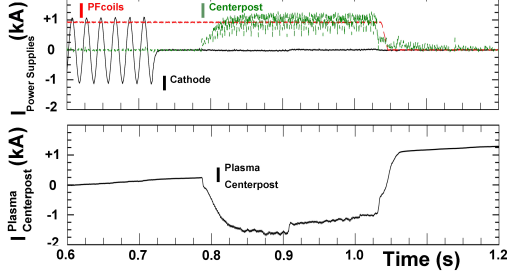 PFcoils Centerpost
+1
0
-1
-2
I Power Supplies (kA)
Cathode
+1
0
-1
-2
I Plasma Centerpost (kA)
Plasma
Centerpost
0.6 0.7 0.8 0.9 1.0 1.1 1.2
Time (s)